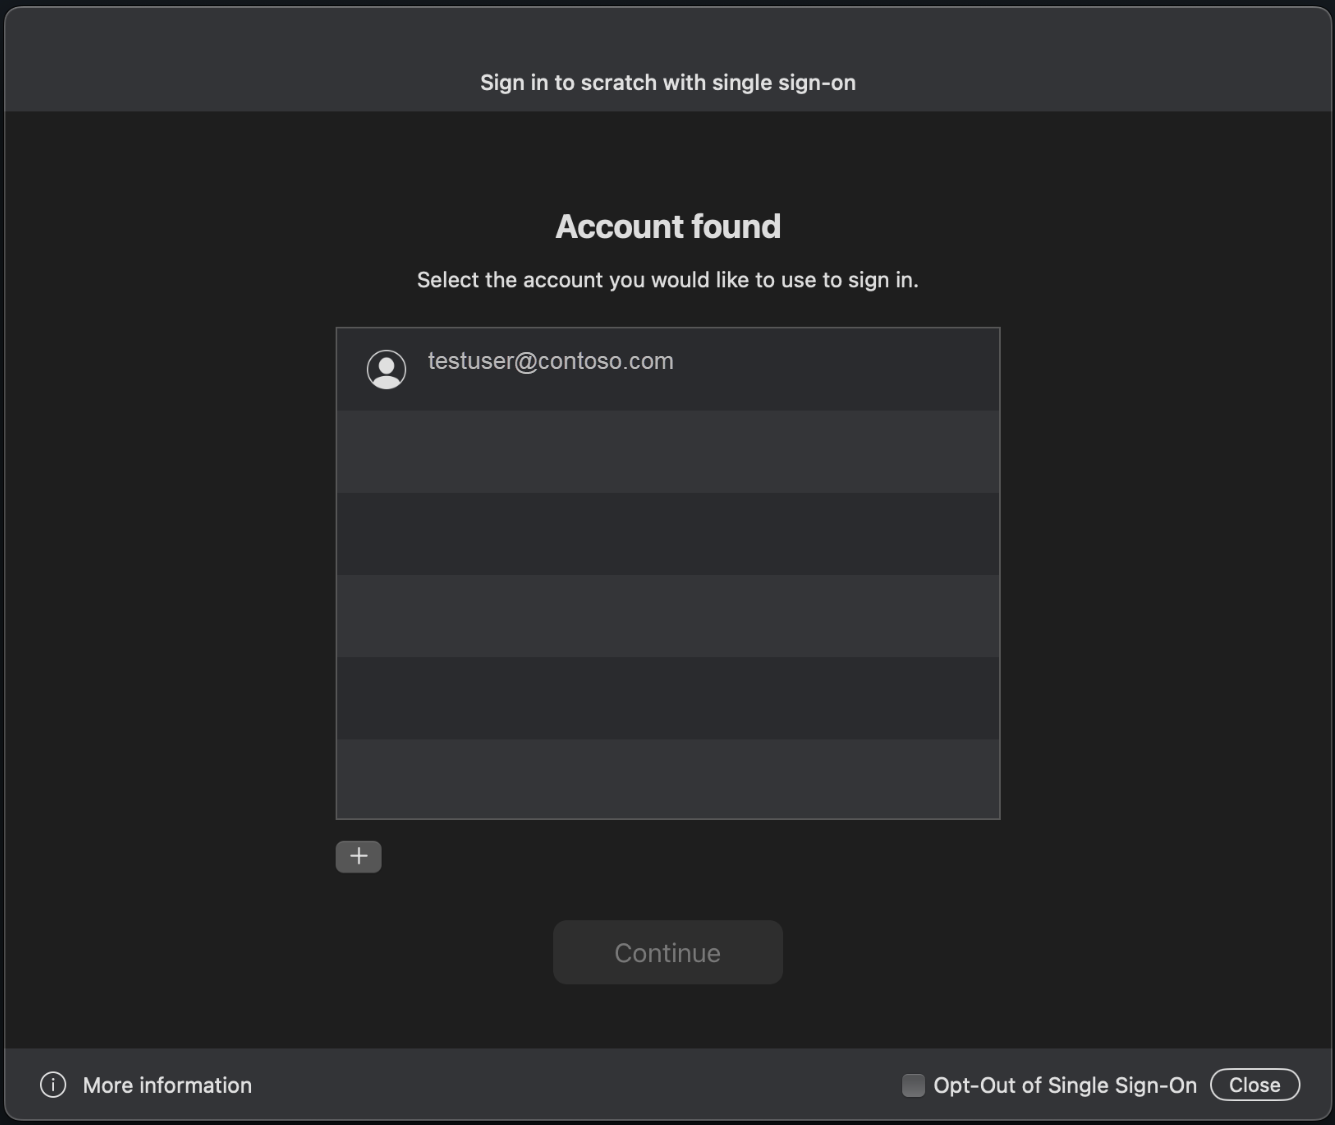 Sign in to scratch with single sign-on
Account found
Select the account you would like to use to sign in.
testuser@contoso.com
+
Continue
More information
Opt-Out of Single Sign-On
Close